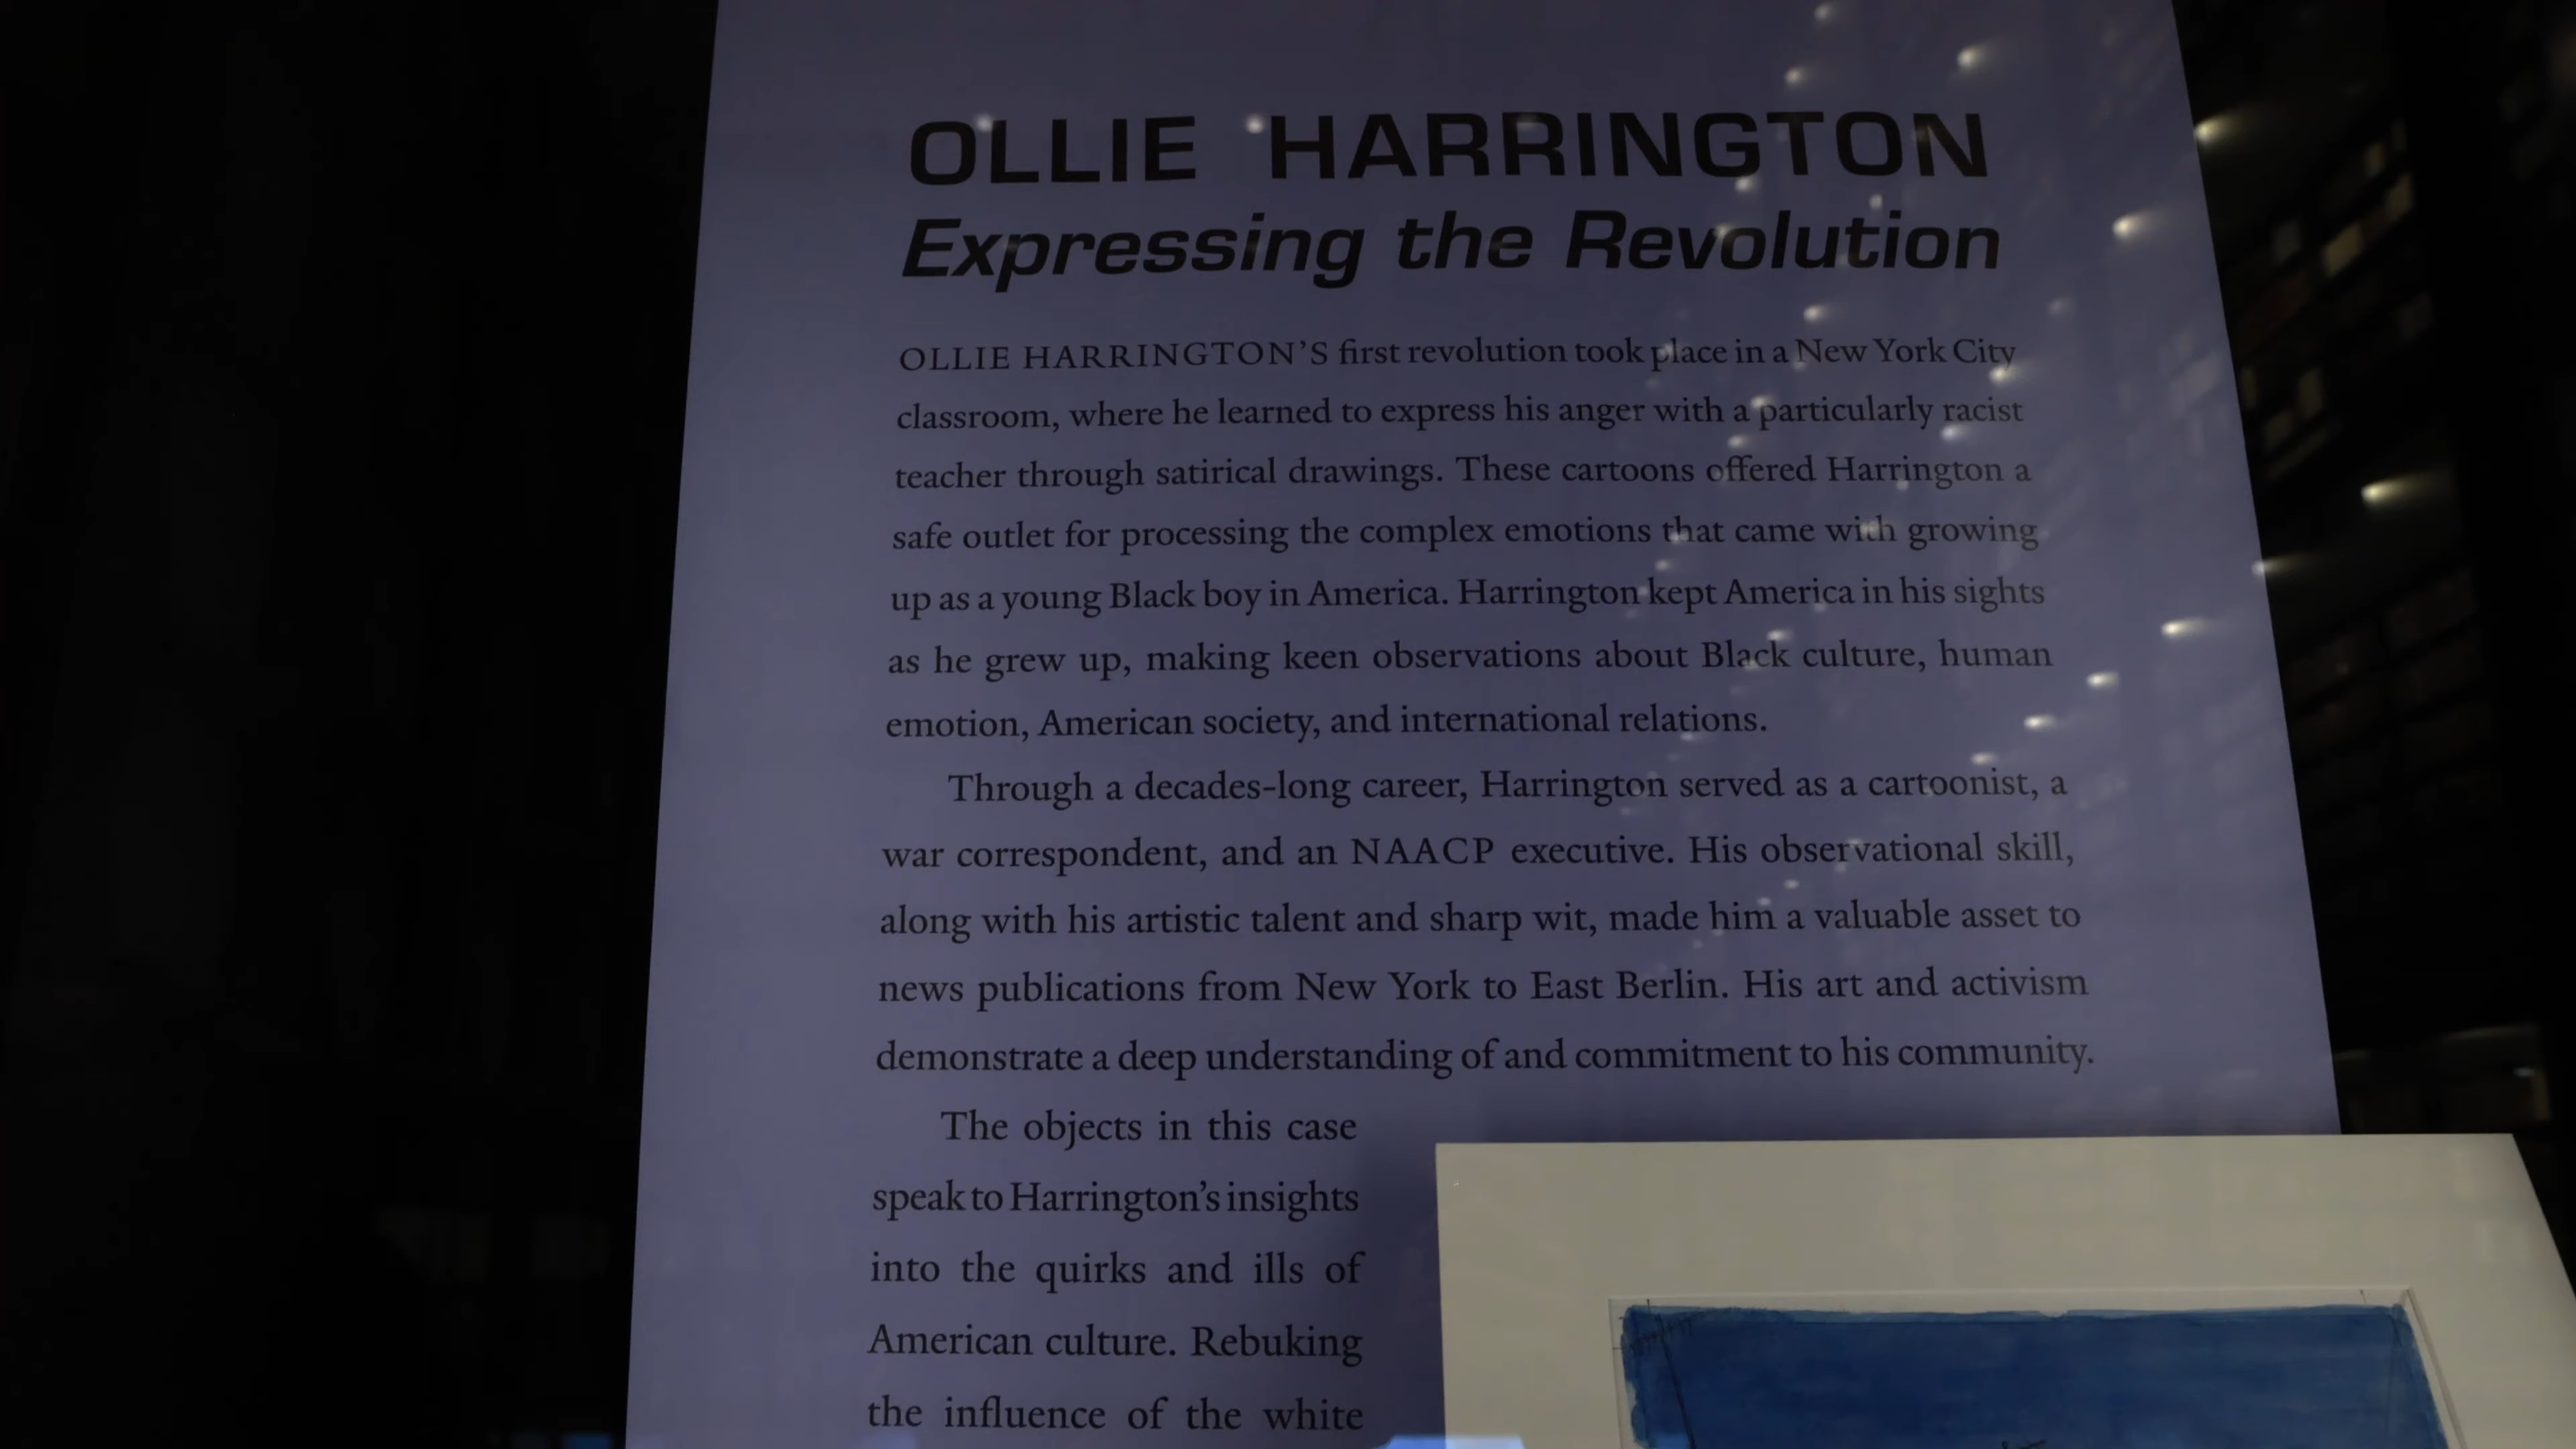 OLLIE HARRINGTON
Expressing the Revolution
OLLIE HARRINGTON’S first revolution took place in a New York City
classroom, where he learned to express his anger with a particularly racist
teacher through satirical drawings. These cartoons offered Harrington a
safe outlet for processing the complex emotions that came with growing
up as a young Black boy in America. Harrington kept America in his sights
as he grew up, making keen observations about Black culture, human
emotion, American society, and international relations.
Through a decades-long career, Harrington served as a cartoonist, a
war correspondent, and an NAACP executive. His observational skill,
along with his artistic talent and sharp wit, made him a valuable asset to
news publications from New York to East Berlin. His art and activism
demonstrate a deep understanding of and commitment to his community.
The objects in this case
speak to Harrington’s insights
into the quirks and ills of
American culture. Rebuking
the influence of the white